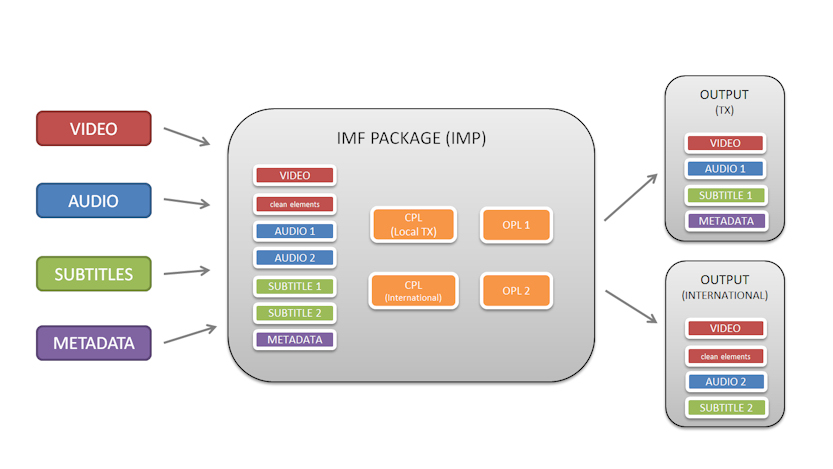 VIDEO
AUDIO
SUBTITLES
METADATA
IMF PACKAGE (IMP)
VIDEO
clean elements
AUDIO 1
AUDIO 2
SUBTITLE 1
SUBTITLE 2
METADATA
CPL
(Local TX)
OPL 1
CPL
(International)
OPL 2
OUTPUT
(TX)
VIDEO
AUDIO 1
SUBTITLE 1
METADATA
OUTPUT
(INTERNATIONAL)
VIDEO
clean elements
AUDIO 2
SUBTITLE 2